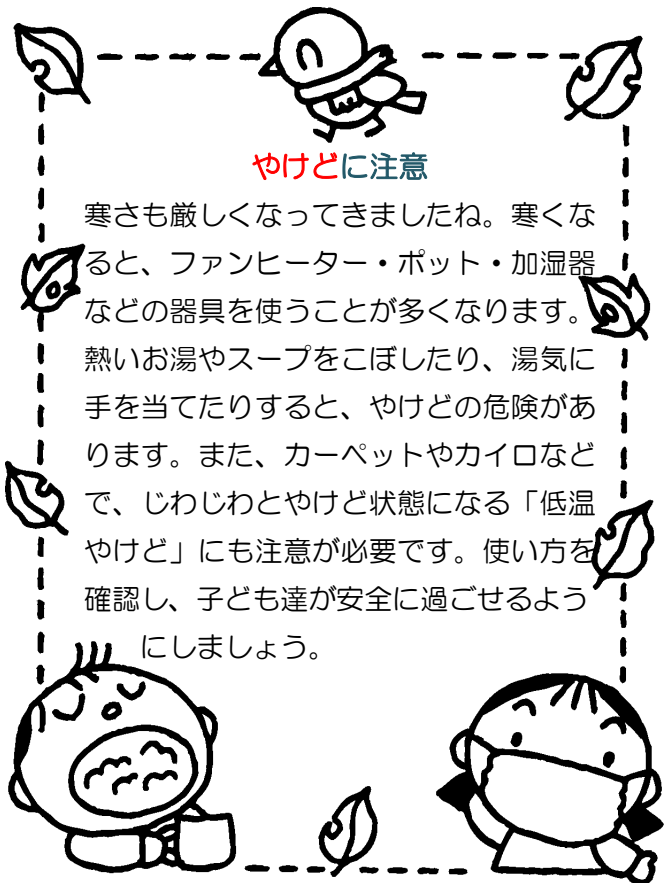 やけどに注意
寒さも厳しくなってきましたね。寒くな
ると、ファンヒーター・ポット・加湿器
などの器具を使うことが多くなります。
熱いお湯やスープをこぼしたり、湯気に
手を当てたりすると、やけどの危険があ
ります。また、カーペットやカイロなど
で、じわじわとやけど状態になる「低温
やけど」にも注意が必要です。使い方を
確認し、子ども達が安全に過ごせるよう
にしましょう。